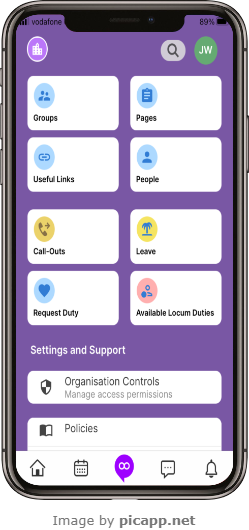 vodafone 89%
JW
Groups Pages
Useful Links People
Call-Outs Leave
Request Duty Available Locum Duties
Settings and Support
Organisation Controls
Manage access permissions
Policies
Image by picapp.net